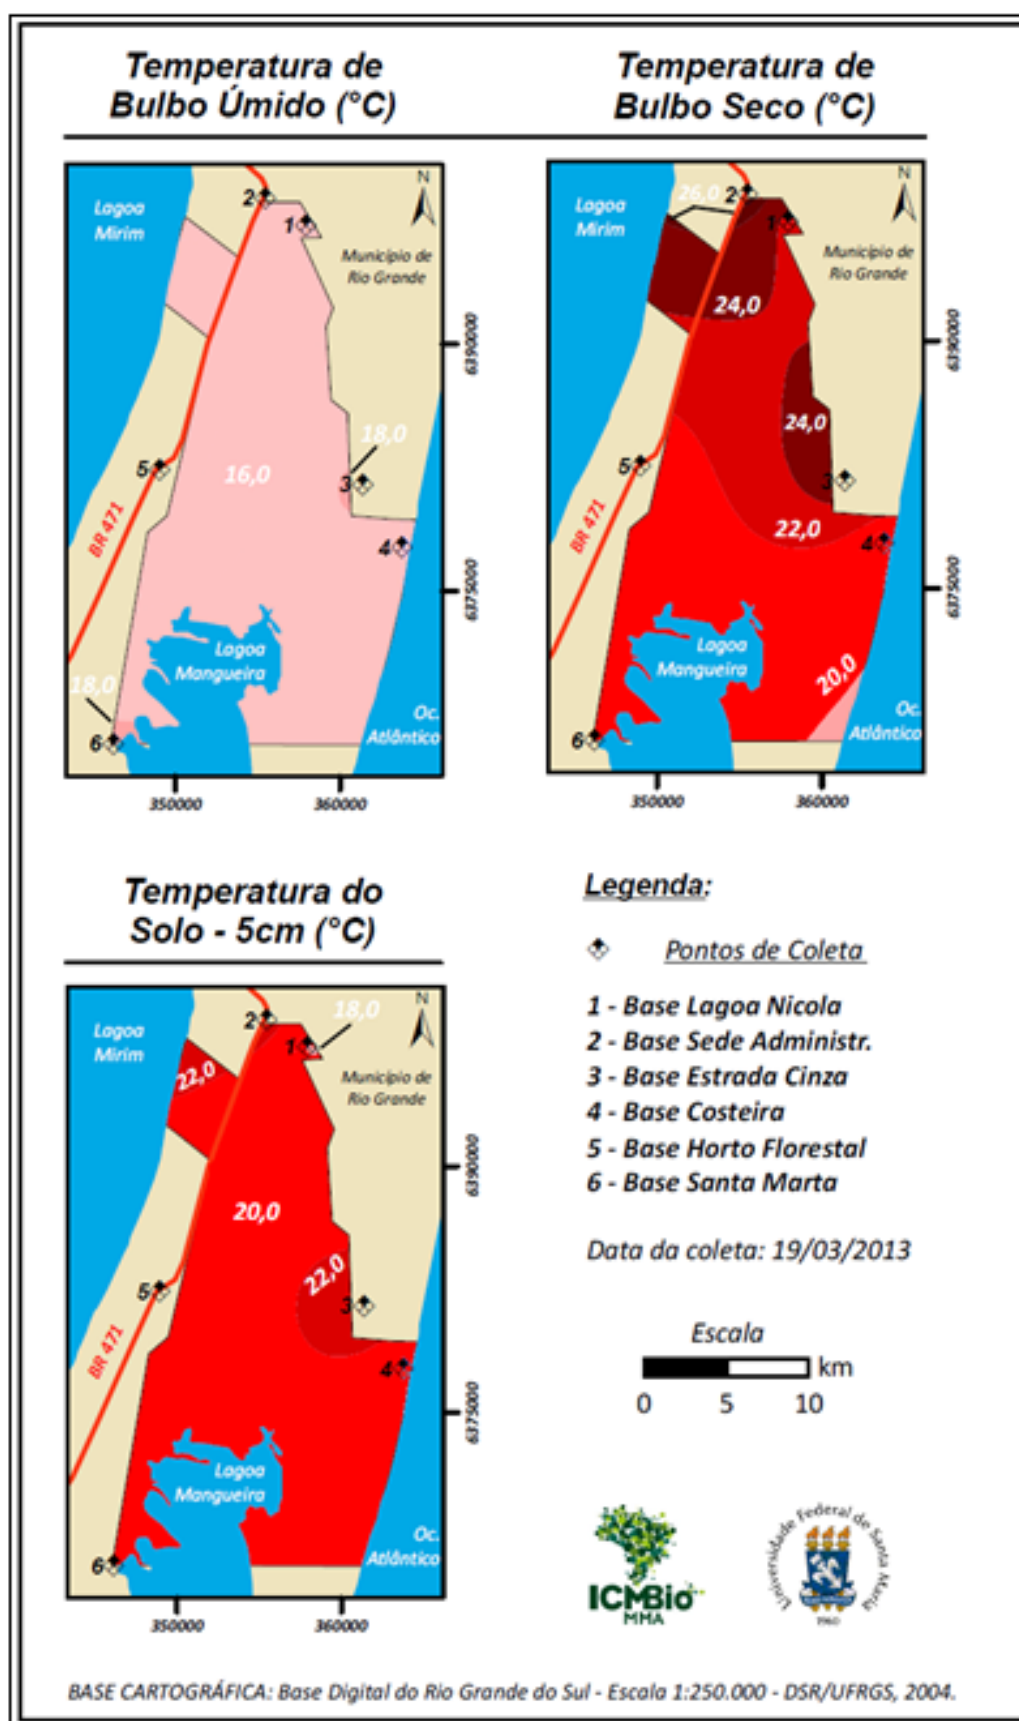 Temperatura de
Bulbo Úmido (°C)
Lagoa
Mirim
N
2
1
Município de
Rio Grande
6390000
18,0
16,0
5
3
BR 471
4
6375000
Lagoa
Mangueira
18,0
Oc.
Atlântico
6
350000
360000
Temperatura de
Bulbo Seco (°C)
Lagoa
Mirim
26,0
N
2
1
Município de
Rio Grande
24,0
6390000
24,0
5
3
BR 471
22,0
4
6375000
Lagoa
Mangueira
20,0
Oc.
Atlântico
6
350000
360000
Temperatura do
Solo - 5cm (°C)
Lagoa
Mirim
N
2
18,0
1
22,0
Município de
Rio Grande
6390000
20,0
22,0
5
3
BR 471
4
6375000
Lagoa
Mangueira
Oc.
Atlântico
6
350000
360000
Legenda:
Pontos de Coleta
1 - Base Lagoa Nicola
2 - Base Sede Administr.
3 - Base Estrada Cinza
4 - Base Costeira
5 - Base Horto Florestal
6 - Base Santa Marta
Data da coleta: 19/03/2013
Escala
km
0 5 10
ICMBio
MMA
Universidade Federal de Santa Maria
1960
BASE CARTOGRÁFICA: Base Digital do Rio Grande do Sul - Escala 1:250.000 - DSR/UFRGS, 2004.